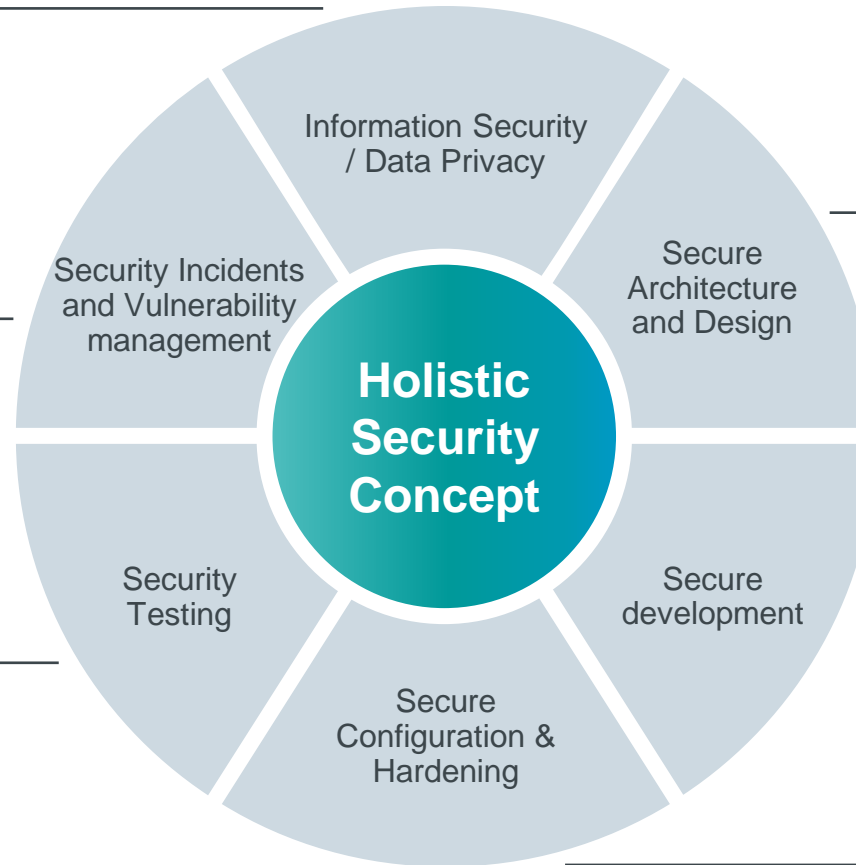 Information Security
/ Data Privacy
Secure
Architecture
and Design
Secure
development
Secure
Configuration &
Hardening
Security
Testing
Security Incidents
and Vulnerability
management
Holistic
Security
Concept